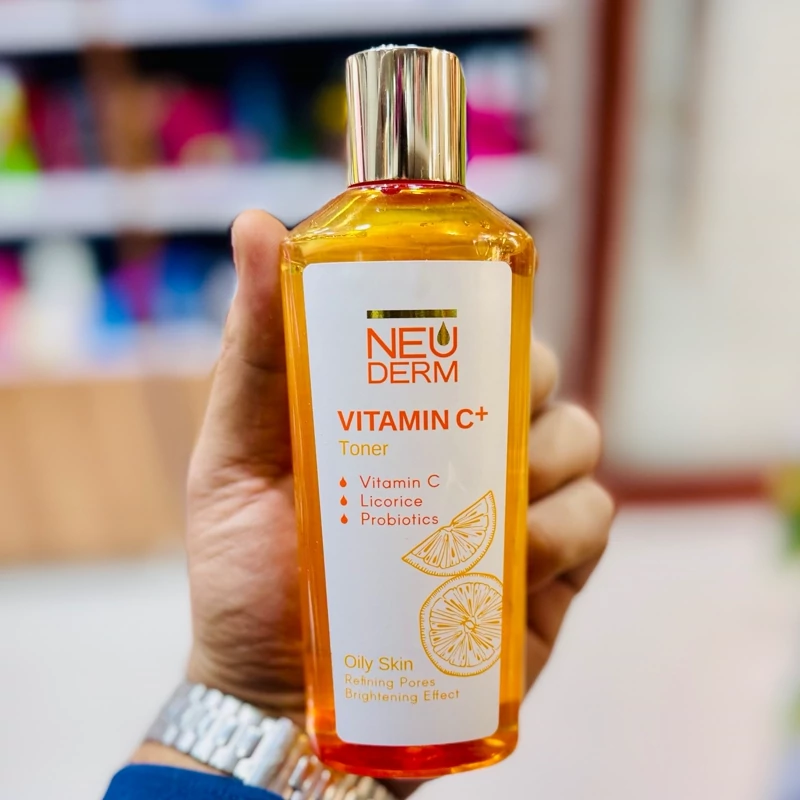 NEU
DERM
VITAMIN C+
Toner
Vitamin C
Licorice
Probiotics
Oily Skin
Refining Pores
Brightening Effect